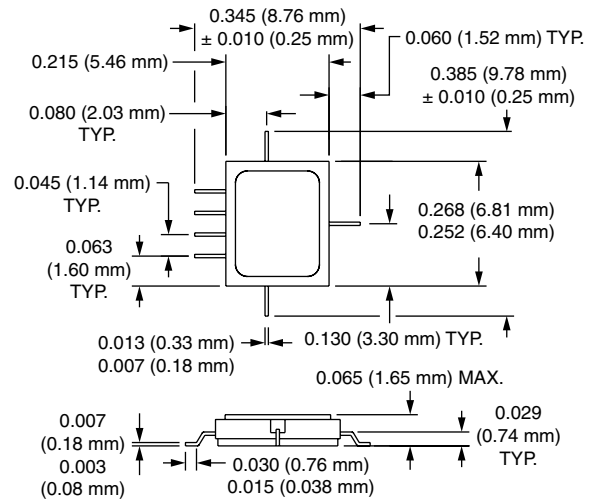 0.345 (8.76 mm)
± 0.010 (0.25 mm)
0.060 (1.52 mm) TYP.
0.215 (5.46 mm)
0.385 (9.78 mm)
± 0.010 (0.25 mm)
0.080 (2.03 mm)
TYP.
0.045 (1.14 mm)
TYP.
0.268 (6.81 mm)
0.252 (6.40 mm)
0.063
(1.60 mm)
TYP.
0.013 (0.33 mm)
0.007 (0.18 mm)
0.130 (3.30 mm) TYP.
0.065 (1.65 mm) MAX.
0.007
(0.18 mm)
0.003
(0.08 mm)
0.030 (0.76 mm)
0.015 (0.038 mm)
0.029
(0.74 mm)
TYP.